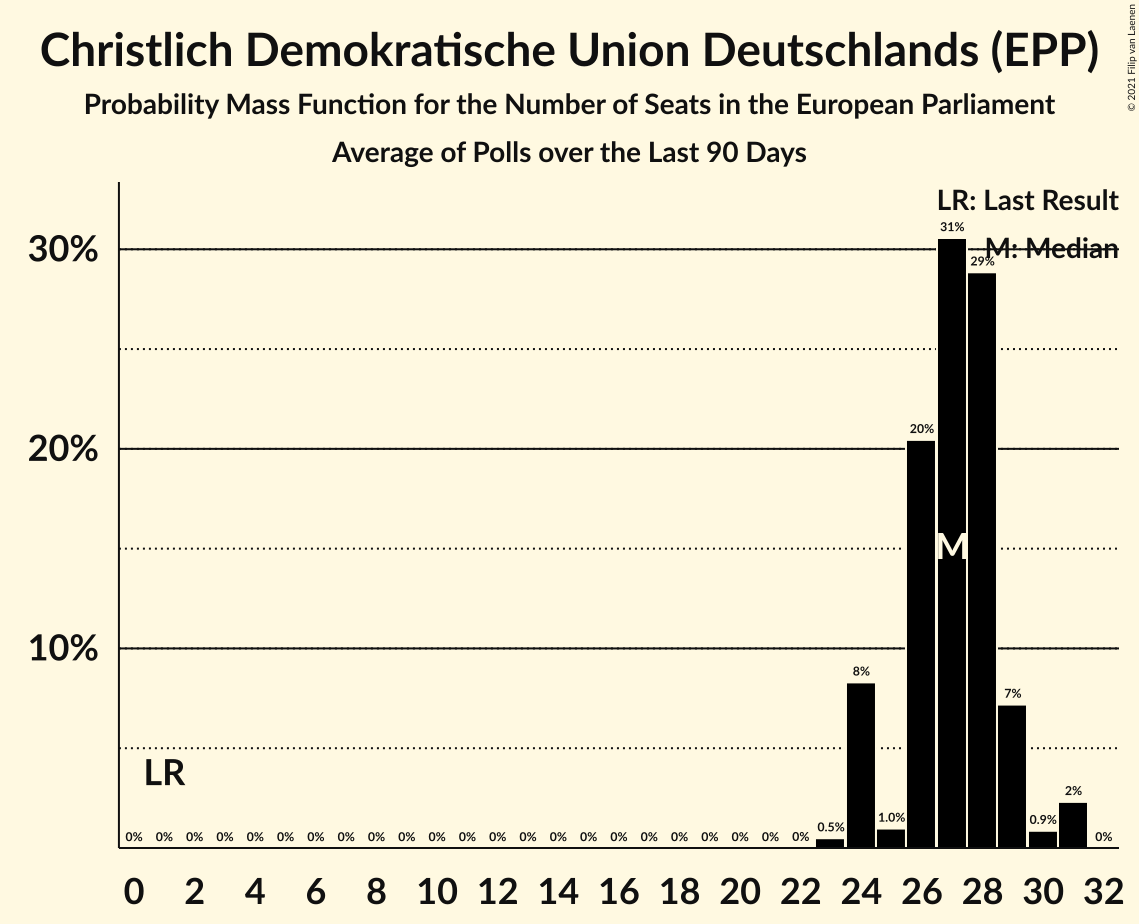 Christlich Demokratische Union Deutschlands (EPP)
Probability Mass Function for the Number of Seats in the European Parliament
Average of Polls over the Last 90 Days
© 2021 Filip van Laenen
LR: Last Result
M: Median
30%
20%
10%
31%
29%
20%
M
8%
7%
LR
0% 0% 0% 0% 0% 0% 0% 0% 0% 0% 0% 0% 0% 0% 0% 0% 0% 0% 0% 0% 0% 0% 0% 0.5% 1.0% 0.9% 2% 0%
0 2 4 6 8 10 12 14 16 18 20 22 24 26 28 30 32